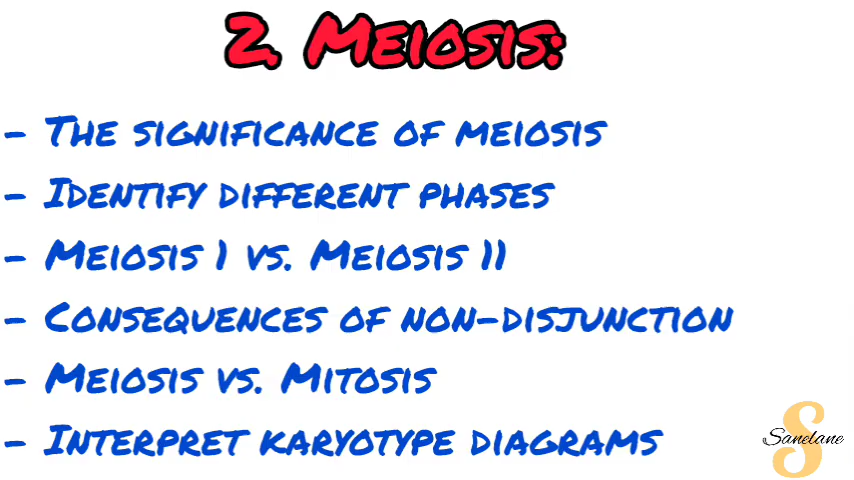 2. Meiosis:
- The significance of meiosis
- Identify different phases
- Meiosis I vs. Meiosis II
- Consequences of non-disjunction
- Meiosis vs. Mitosis
- Interpret karyotype diagrams
S
Sanelane